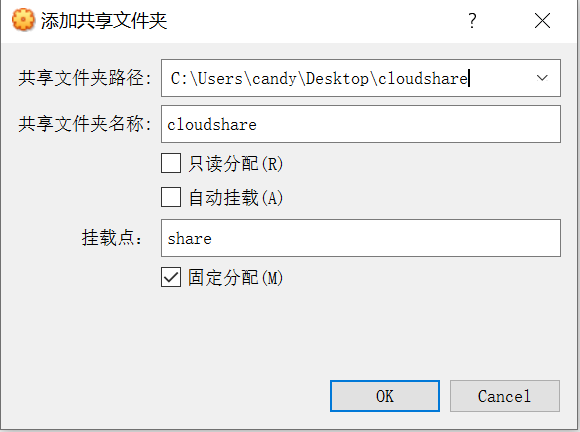 添加共享文件夹
?
共享文件夹路径: C:\Users\candy\Desktop\cloudshare
共享文件夹名称: cloudshare
只读分配(R)
自动挂载(A)
挂载点: share
固定分配(M)
OK Cancel